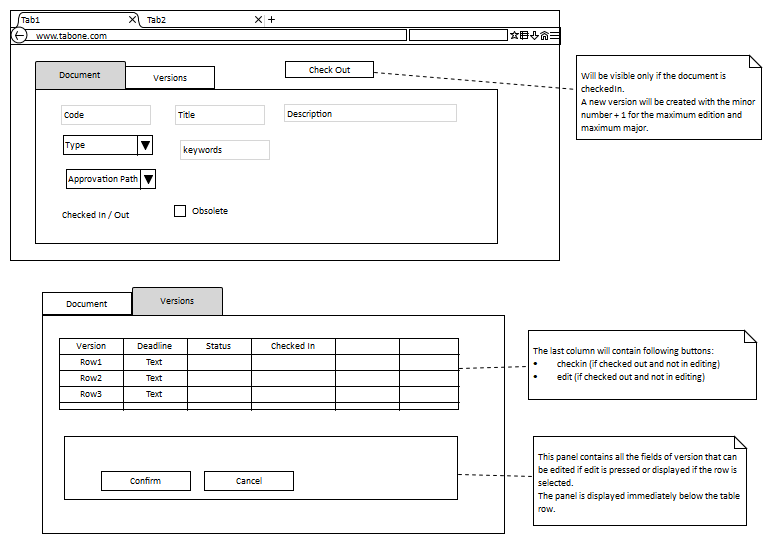 Tab1
Tab2
www.tabone.com
Document
Versions
Check Out
Will be visible only if the document is
checkedIn.
A new version will be created with the minor
number + 1 for the maximum edition and
maximum major.
Code
Title
Description
Type
keywords
Approvation Path
Checked In / Out
Obsolete
Document
Versions
Version Deadline Status Checked In
Row1 Text
Row2 Text
Row3 Text
The last column will contain following buttons:
• checkin (if checked out and not in editing)
• edit (if checked out and not in editing)
Confirm
Cancel
This panel contains all the fields of version that can
be edited if edit is pressed or displayed if the row is
selected.
The panel is displayed immediately below the table
row.